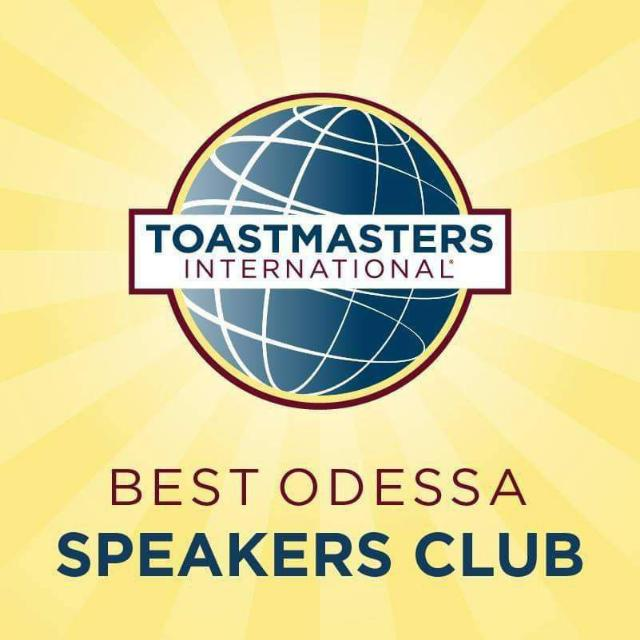 TOASTMASTERS
INTERNATIONAL®
BEST ODESSA
SPEAKERS CLUB